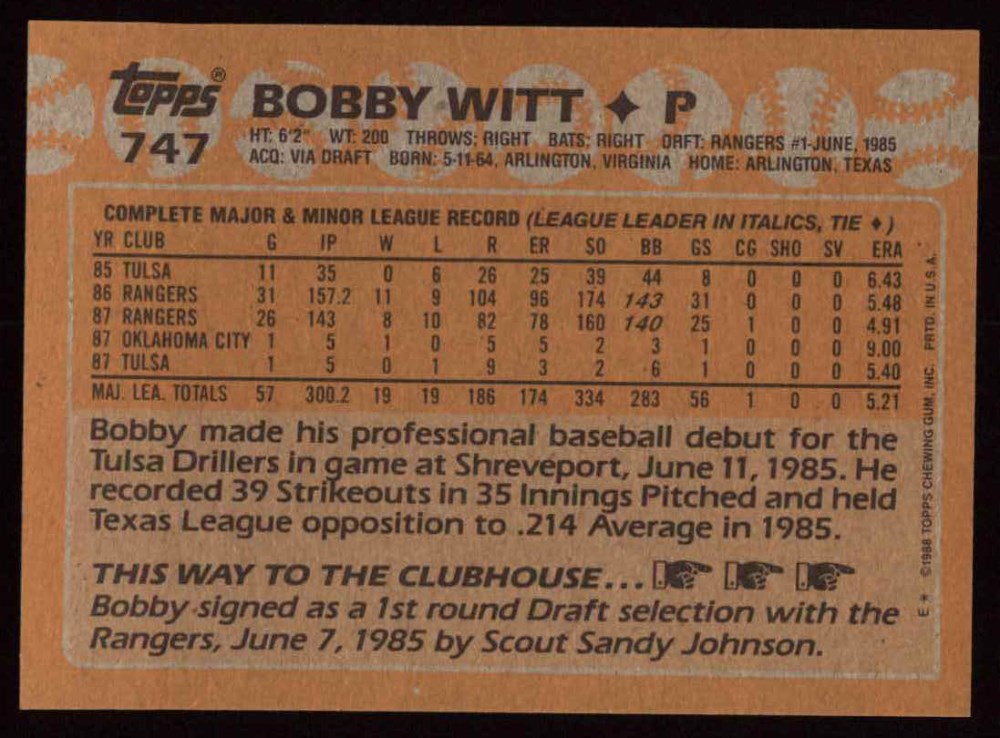 topps® BOBBY WITT ✦ P
747 HT: 6'2" WT: 200 THROWS: RIGHT BATS: RIGHT DRFT: RANGERS #1-JUNE, 1985
ACQ: VIA DRAFT BORN: 5-11-64, ARLINGTON, VIRGINIA HOME: ARLINGTON, TEXAS
COMPLETE MAJOR & MINOR LEAGUE RECORD (LEAGUE LEADER IN ITALICS, TIE ♦)
YR CLUB G IP W L R ER SO BB GS CG SHO SV ERA
85 TULSA 11 35 0 6 26 25 39 44 8 0 0 0 6.43
86 RANGERS 31 157.2 11 9 104 96 174 143 31 0 0 0 5.48
87 RANGERS 26 143 8 10 82 78 160 140 25 1 0 0 4.91
87 OKLAHOMA CITY 1 5 1 0 5 5 2 3 1 0 0 0 9.00
87 TULSA 1 5 0 1 9 3 2 6 1 0 0 0 5.40
MAJ. LEA. TOTALS 57 300.2 19 19 186 174 334 283 56 1 0 0 5.21
Bobby made his professional baseball debut for the
Tulsa Drillers in game at Shreveport, June 11, 1985. He
recorded 39 Strikeouts in 35 Innings Pitched and held
Texas League opposition to .214 Average in 1985.
THIS WAY TO THE CLUBHOUSE...
Bobby signed as a 1st round Draft selection with the
Rangers, June 7, 1985 by Scout Sandy Johnson.
E * ©1988 TOPPS CHEWING GUM, INC. PRTD. IN U.S.A.